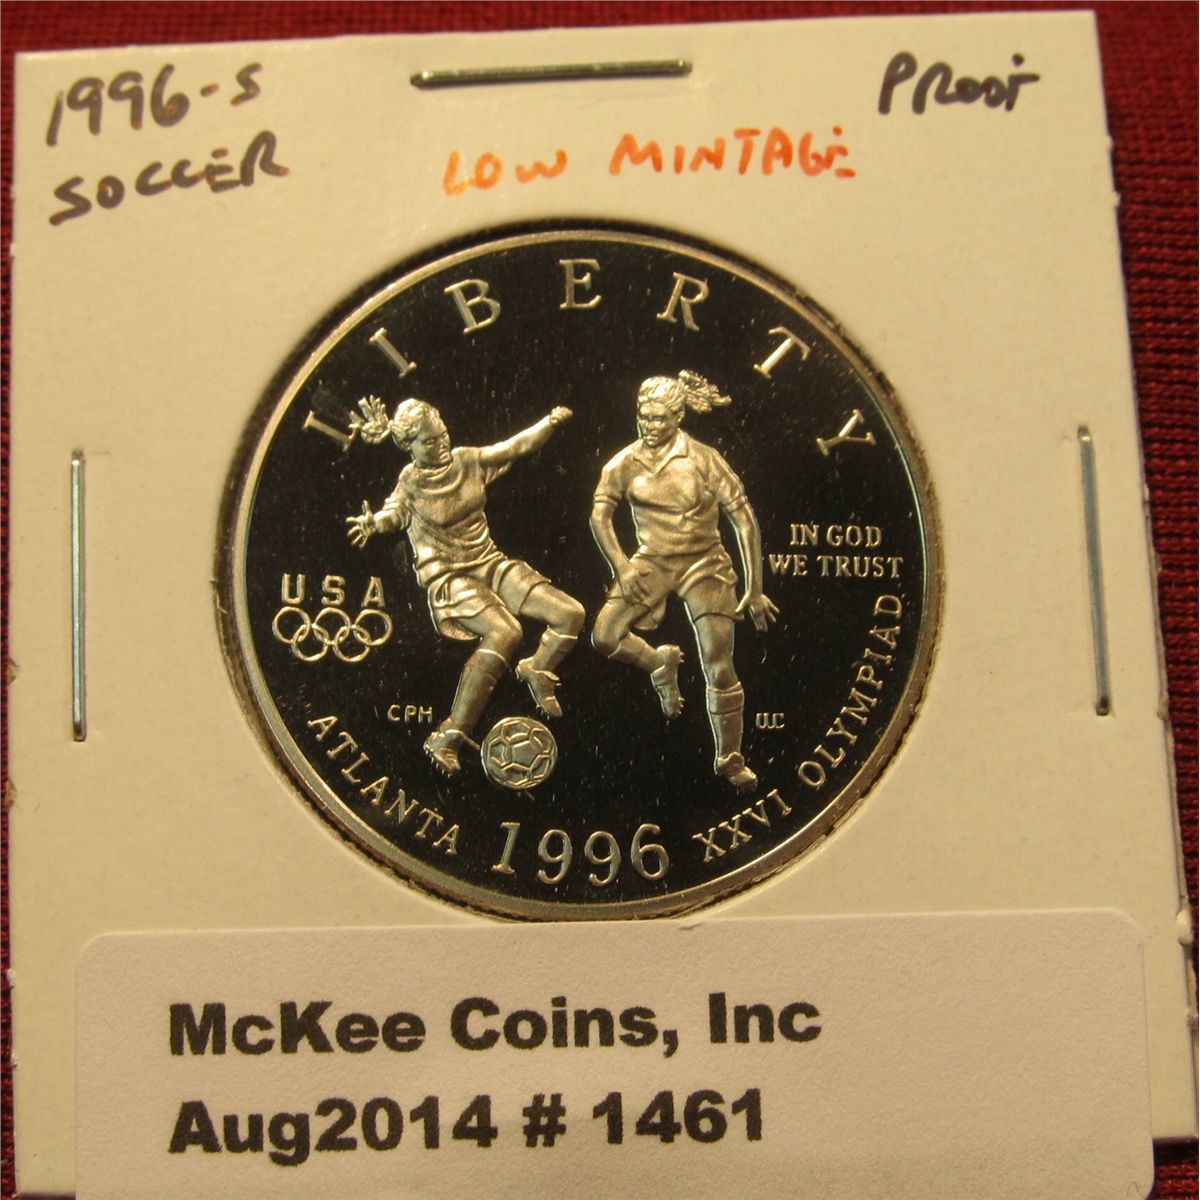 1996-S
SOCCER
PROOF
LOW MINTAGE
LIBERTY
IN GOD
WE TRUST
USA
CPH
ATLANTA 1996 XXVI OLYMPIAD
McKee Coins, Inc
Aug2014 # 1461